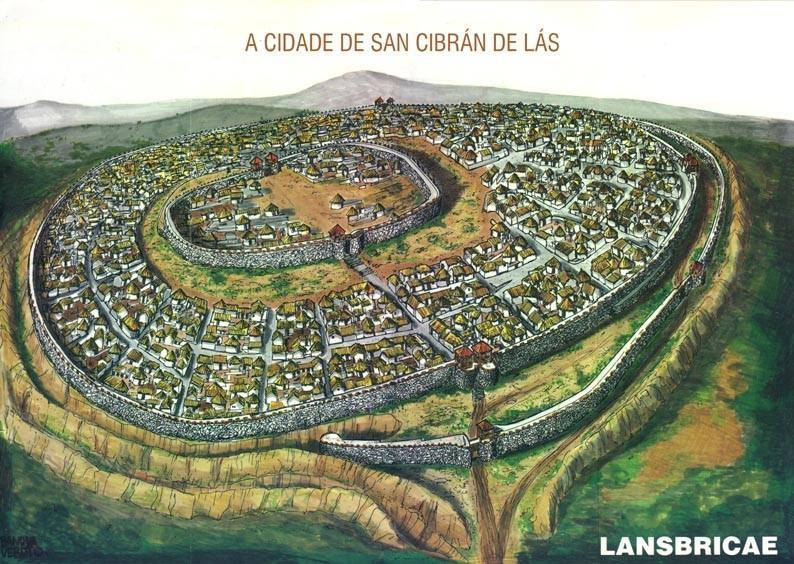 A CIDADE DE SAN CIBRÁN DE LÁS
LANSBRICAE